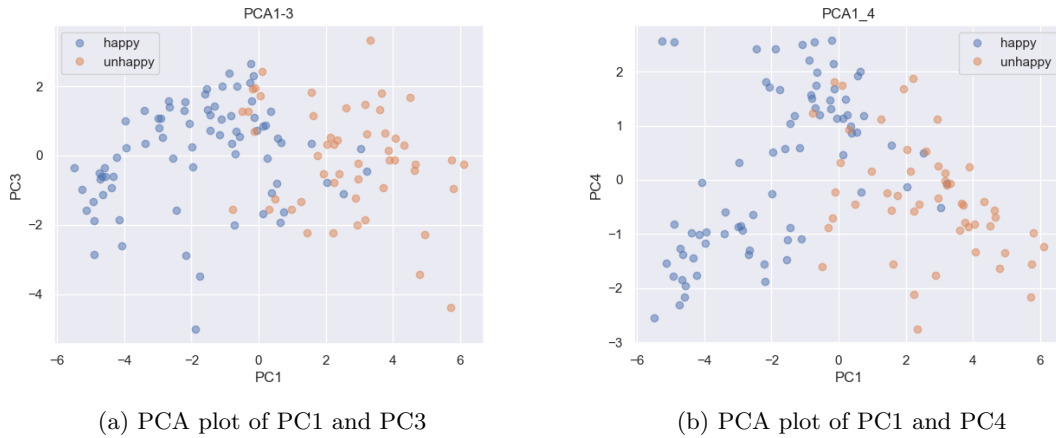 PCA1-3
happy
unhappy
2
0
−2
−4
PC3
−6
−4
−2
0
2
4
6
PC1
(a) PCA plot of PC1 and PC3
PCA1_4
happy
unhappy
2
1
0
−1
−2
−3
PC4
−6
−4
−2
0
2
4
6
PC1
(b) PCA plot of PC1 and PC4